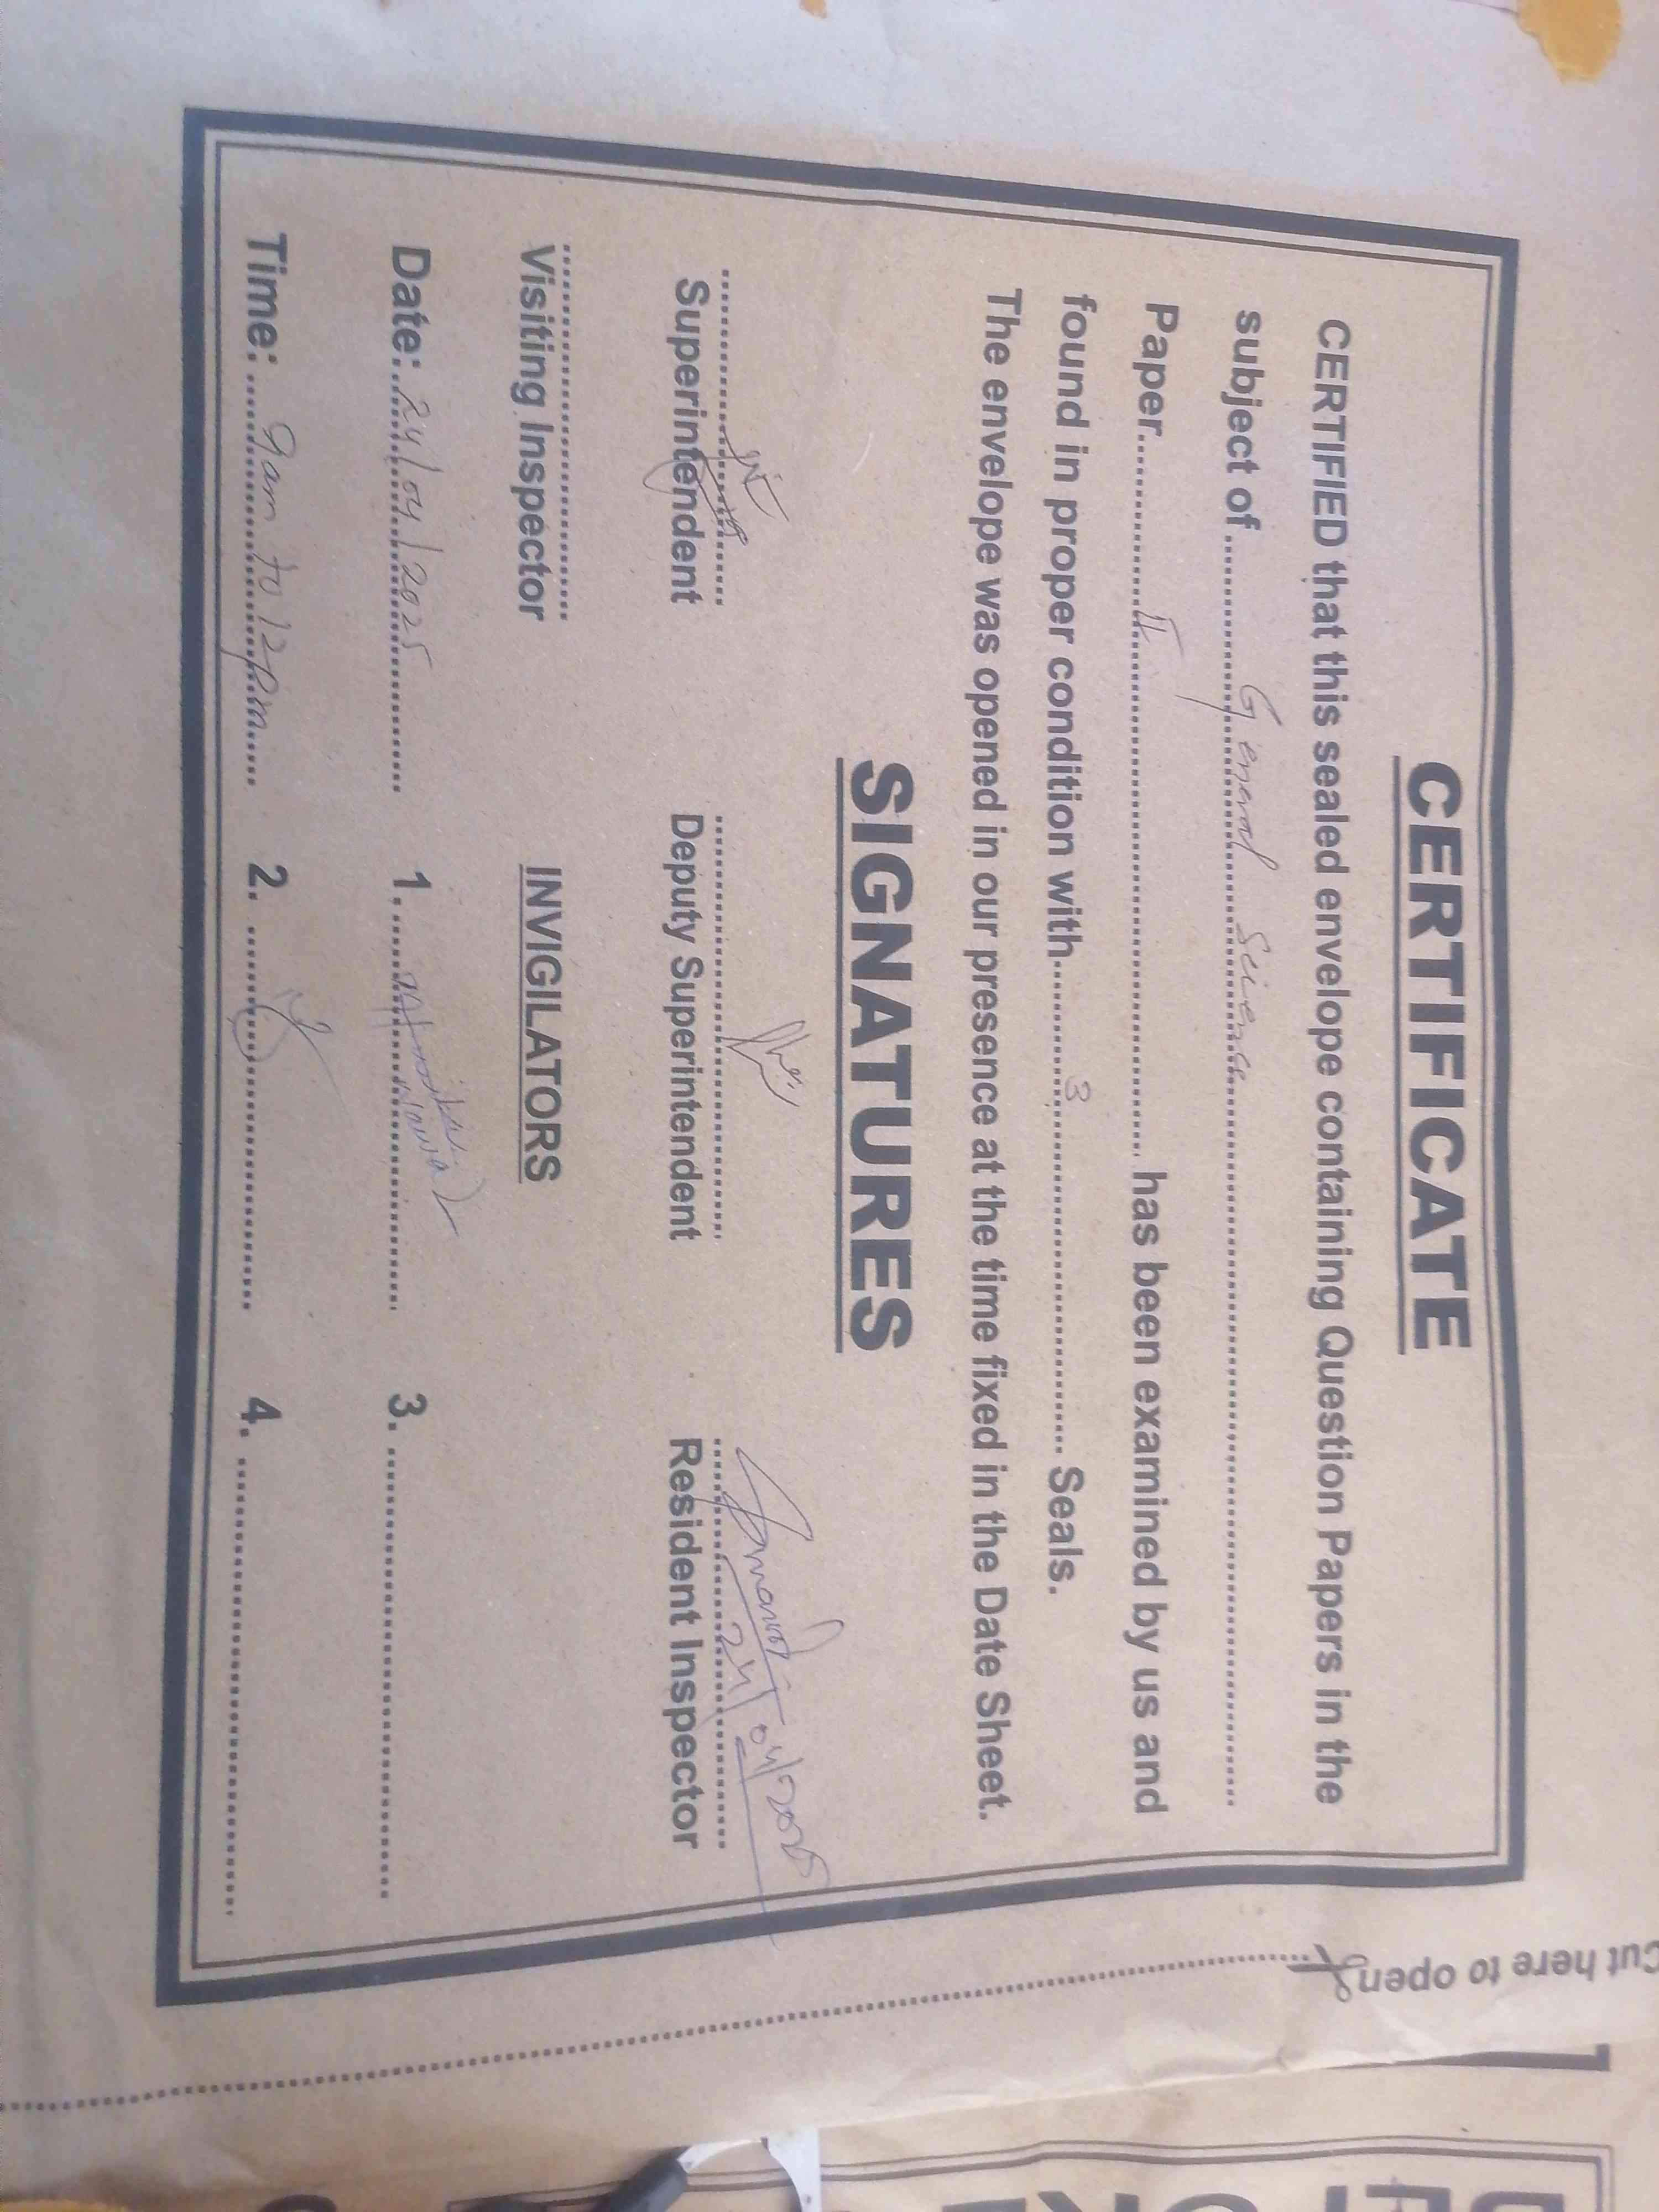 CERTIFICATE
CERTIFIED that this sealed envelope containing Question Papers in the
subject of General Science
Paper II has been examined by us and
found in proper condition with 3 Seals.
The envelope was opened in our presence at the time fixed in the Date Sheet.
SIGNATURES
24/04/2025
Superintendent Deputy Superintendent Resident Inspector
Visiting Inspector INVIGILATORS
Date: 24/04/2025 1. 3.
Time: 9am to 12pm 2. 4.
Cut here to open